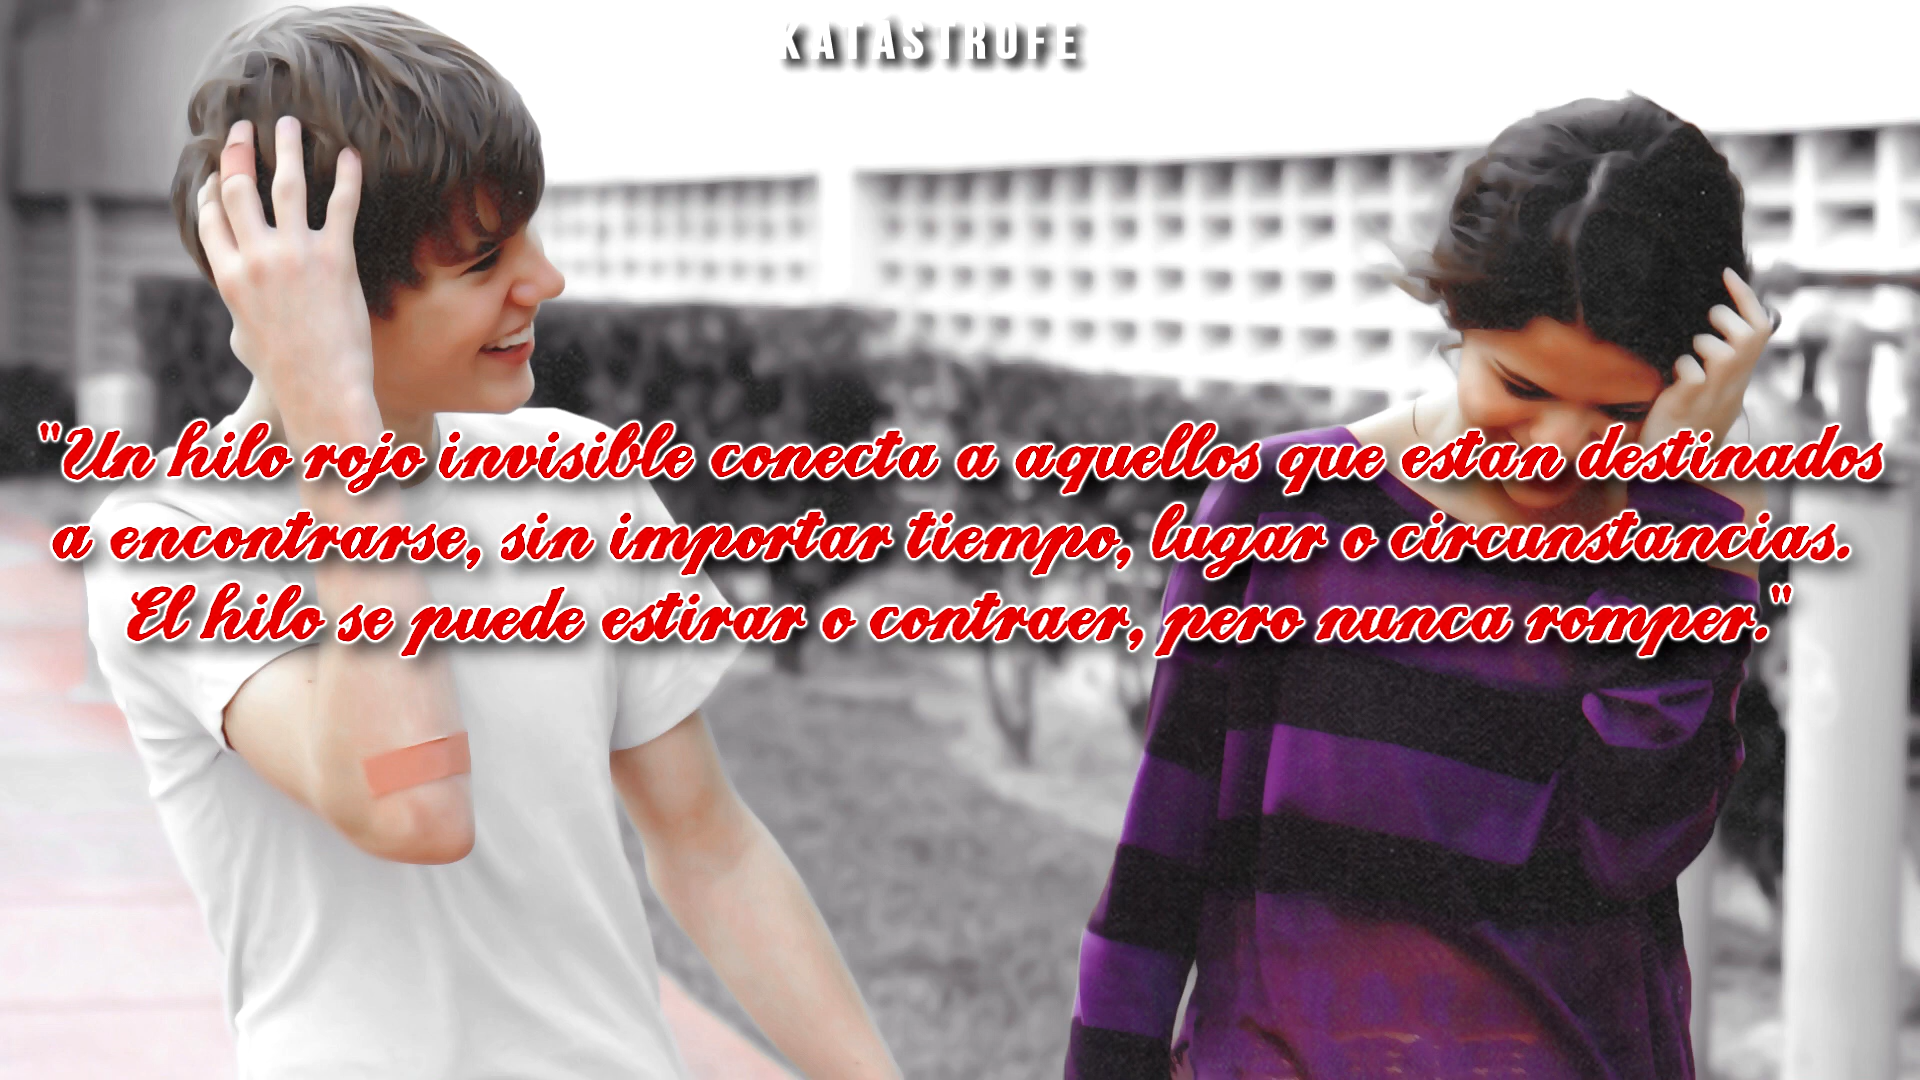 KATÁSTROFE
"Un hilo rojo invisible conecta a aquellos que estan destinados
a encontrarse, sin importar tiempo, lugar o circunstancias.
El hilo se puede estirar o contraer, pero nunca romper."